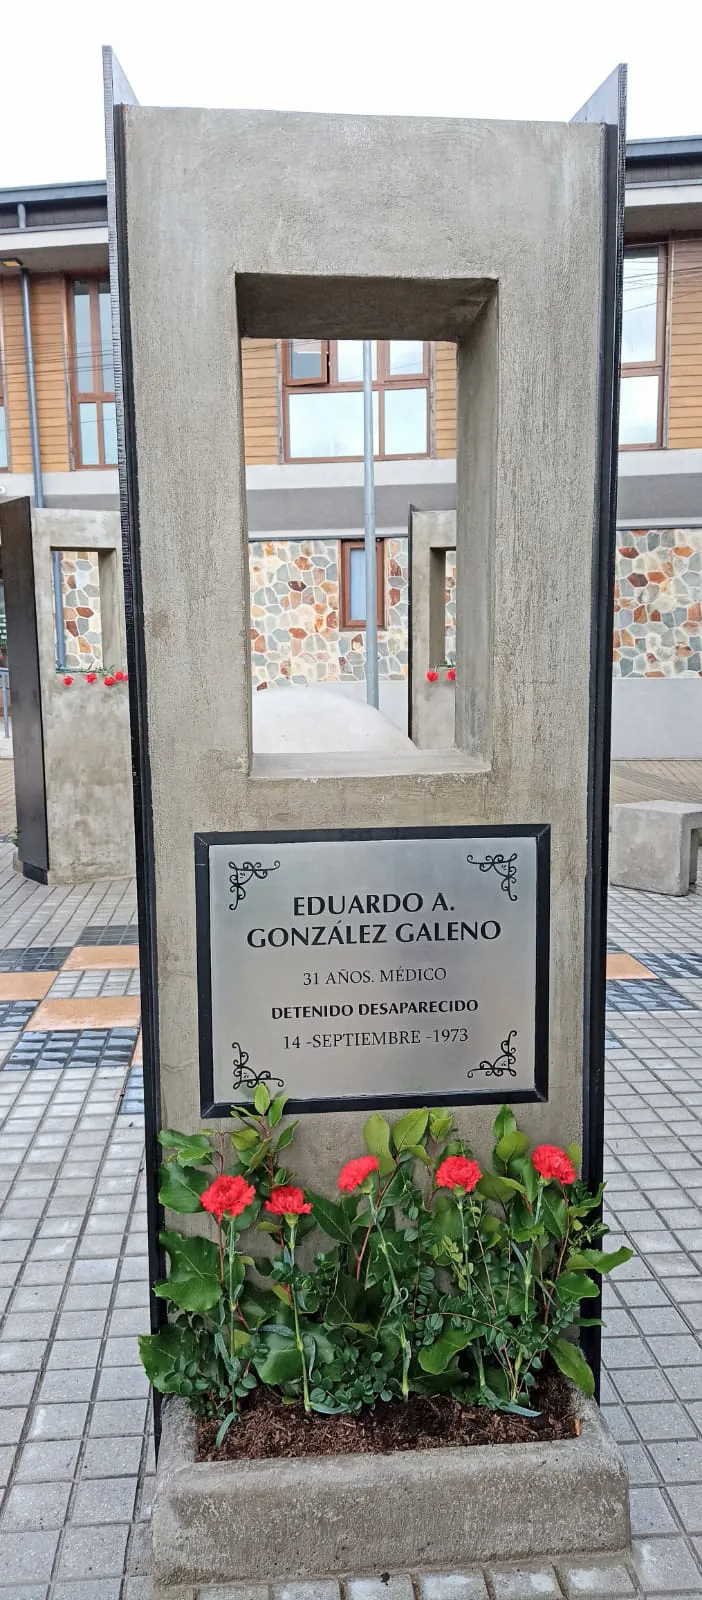 EDUARDO A.
GONZÁLEZ GALENO
31 AÑOS. MÉDICO
DETENIDO DESAPARECIDO
14 -SEPTIEMBRE -1973